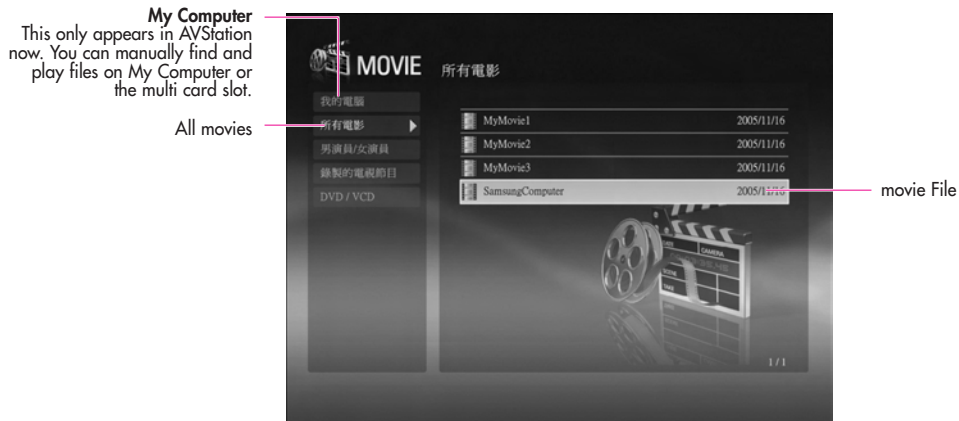 My Computer
This only appears in AVStation
now. You can manually find and
play files on My Computer or
the multi card slot.
All movies
MOVIE
所有電影
我的電腦
所有電影
男演員/女演員
錄製的電視節目
DVD / VCD
MyMovie1 2005/11/16
MyMovie2 2005/11/16
MyMovie3 2005/11/16
SamsungComputer 2005/11/16
movie File
CAMERA
SCENE
TAKE
1 / 1